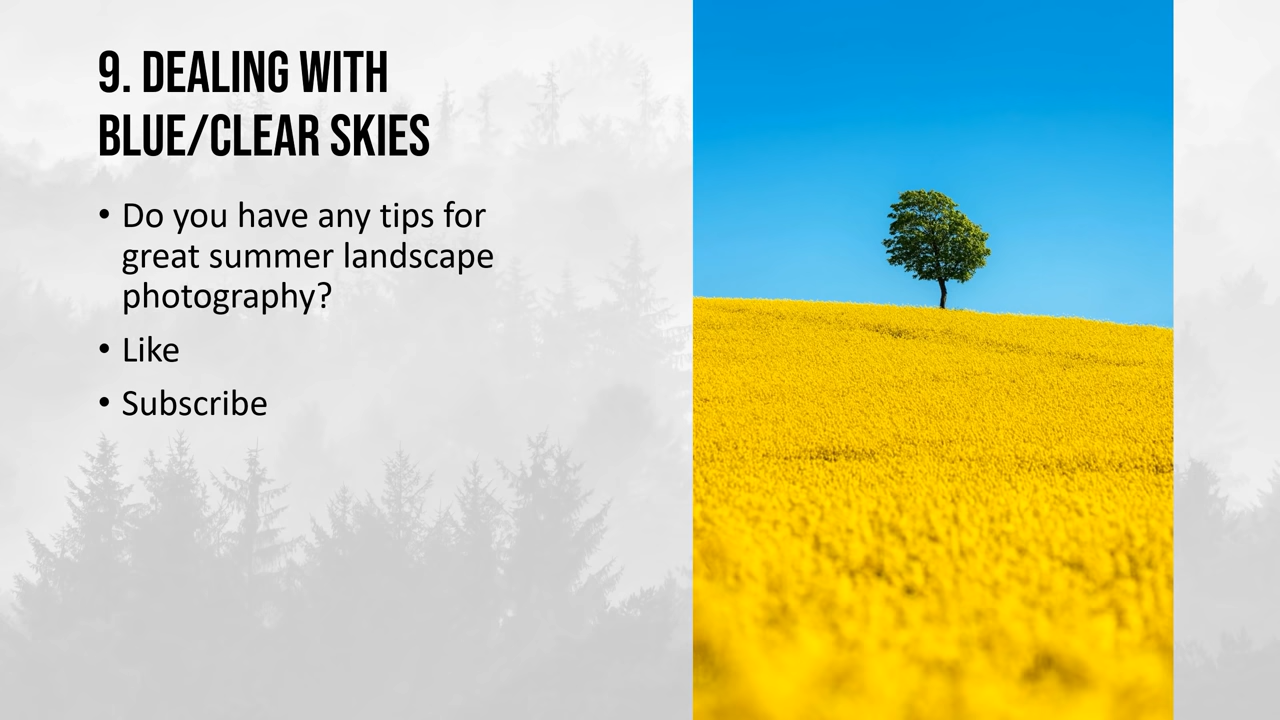 9. DEALING WITH
BLUE/CLEAR SKIES
• Do you have any tips for
great summer landscape
photography?
• Like
• Subscribe